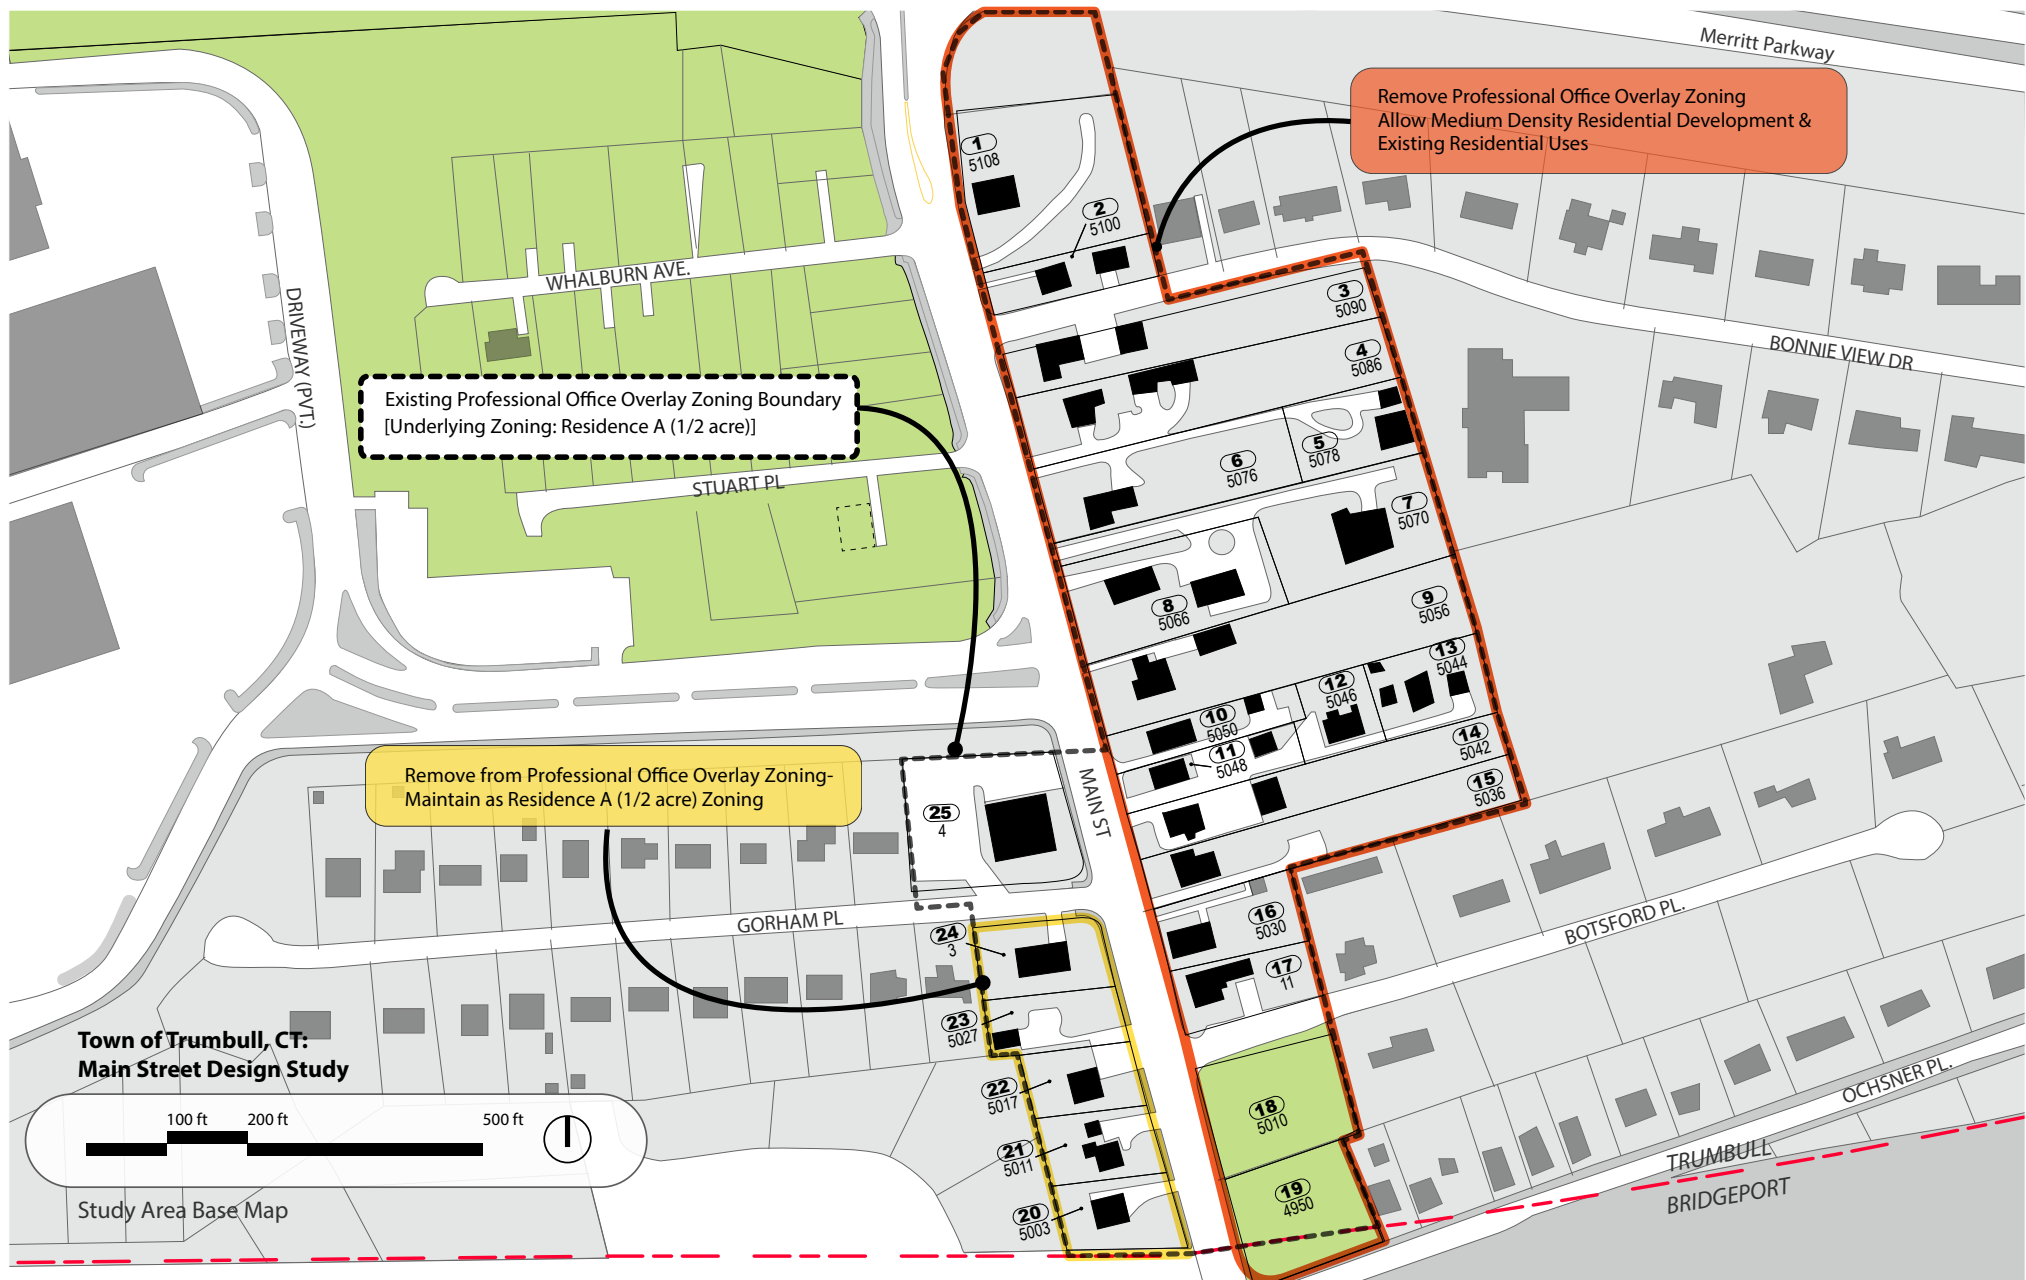 Merritt Parkway
Remove Professional Office Overlay Zoning
Allow Medium Density Residential Development &
Existing Residential Uses
1
5108
2
5100
WHALBURN AVE.
DRIVEWAY (PVT.)
3
5090
BONNIE VIEW DR
4
5086
Existing Professional Office Overlay Zoning Boundary
[Underlying Zoning: Residence A (1/2 acre)]
5
5078
6
5076
STUART PL
7
5070
8
5066
9
5056
13
5044
12
5046
10
5050
11
5048
14
5042
15
5036
Remove from Professional Office Overlay Zoning-
Maintain as Residence A (1/2 acre) Zoning
MAIN ST
25
4
GORHAM PL
16
5030
BOTSFORD PL.
24
3
17
11
23
5027
Town of Trumbull, CT:
Main Street Design Study
22
5017
18
5010
OCHSNER PL.
100 ft
200 ft
500 ft
21
5011
TRUMBULL
BRIDGEPORT
19
4950
20
5003
Study Area Base Map